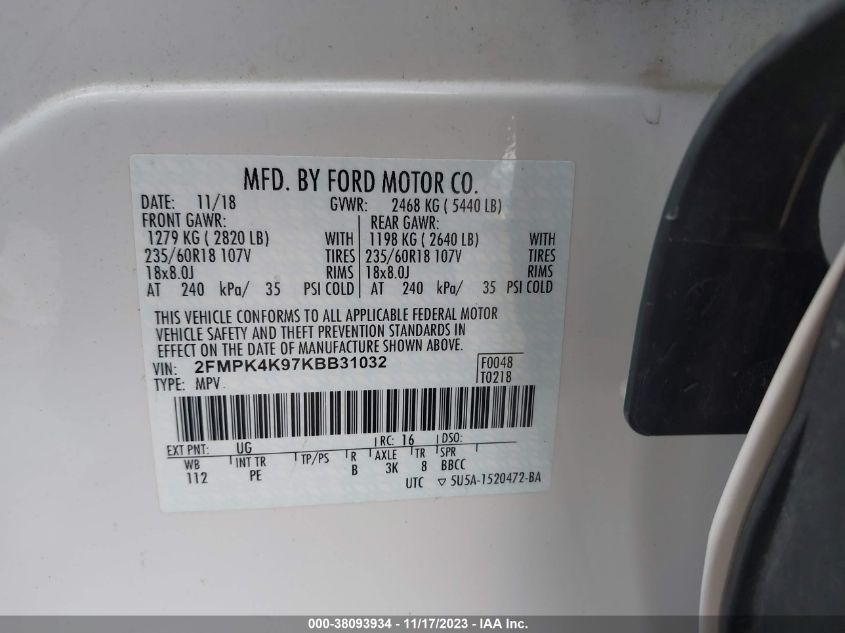 MFD. BY FORD MOTOR CO.
DATE: 11/18 GVWR: 2468 KG ( 5440 LB)
FRONT GAWR: REAR GAWR:
1279 KG ( 2820 LB) WITH 1198 KG ( 2640 LB) WITH
235/60R18 107V TIRES 235/60R18 107V TIRES
18x8.0J RIMS 18x8.0J RIMS
AT 240 kPa/ 35 PSI COLD AT 240 kPa/ 35 PSI COLD
THIS VEHICLE CONFORMS TO ALL APPLICABLE FEDERAL MOTOR
VEHICLE SAFETY AND THEFT PREVENTION STANDARDS IN
EFFECT ON THE DATE OF MANUFACTURE SHOWN ABOVE.
VIN: 2FMPK4K97KBB31032 F0048
TYPE: MPV T0218
EXT PNT: UG RC: 16 DSO:
WB INT TR TP/PS R AXLE TR SPR
112 PE B 3K 8 BBCC
UTC ▽ 5U5A-1520472-BA
000-38093934 - 11/17/2023 - IAA Inc.